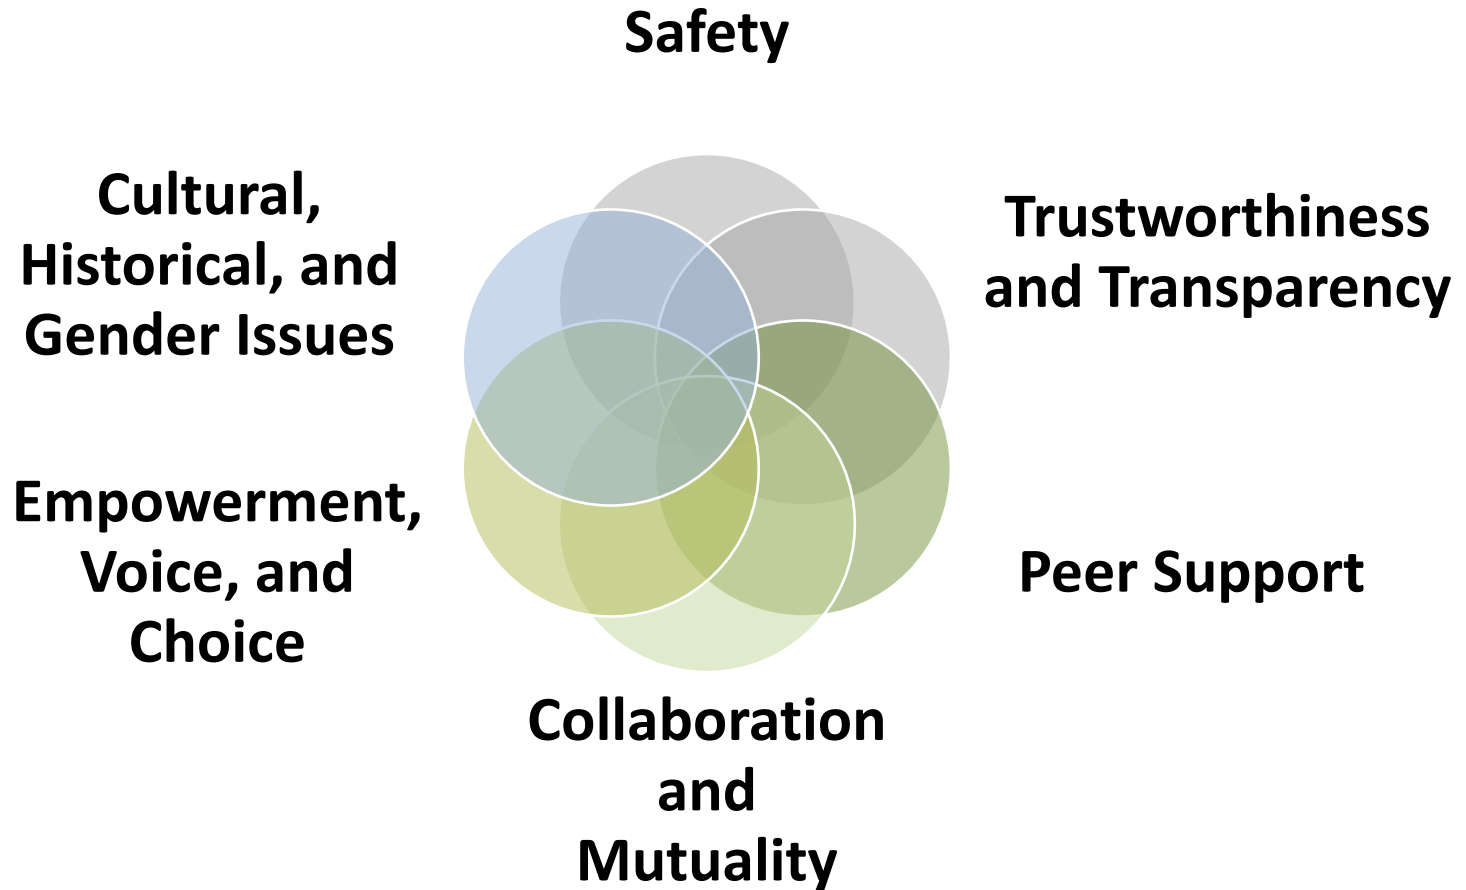 Safety
Cultural,
Historical, and
Gender Issues
Trustworthiness
and Transparency
Empowerment,
Voice, and
Choice
Peer Support
Collaboration
and
Mutuality